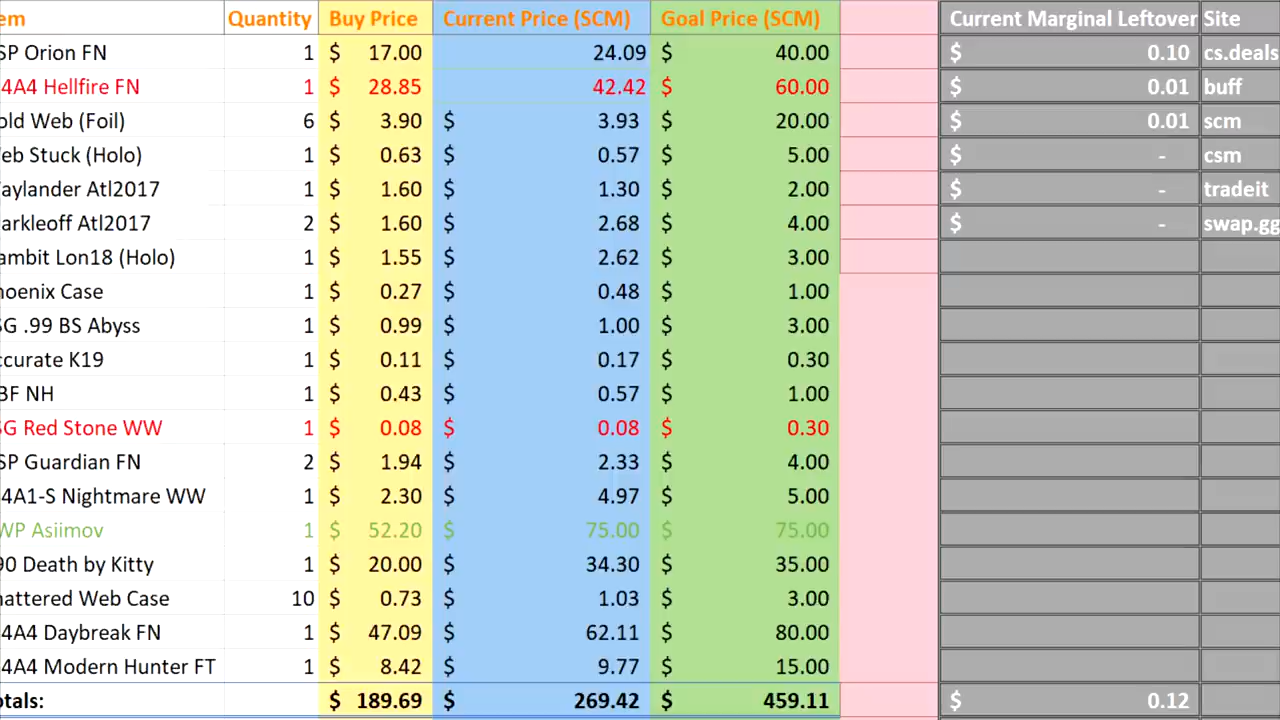 em Quantity Buy Price Current Price (SCM) Goal Price (SCM) Current Marginal Leftover Site
SP Orion FN 1 $ 17.00 24.09 $ 40.00 $ 0.10 cs.deals
4A4 Hellfire FN 1 $ 28.85 42.42 $ 60.00 $ 0.01 buff
old Web (Foil) 6 $ 3.90 $ 3.93 $ 20.00 $ 0.01 scm
eb Stuck (Holo) 1 $ 0.63 $ 0.57 $ 5.00 $ - csm
aylander Atl2017 1 $ 1.60 $ 1.30 $ 2.00 $ - tradeit
arkleoff Atl2017 2 $ 1.60 $ 2.68 $ 4.00 $ - swap.gg
ambit Lon18 (Holo) 1 $ 1.55 $ 2.62 $ 3.00
hoenix Case 1 $ 0.27 $ 0.48 $ 1.00
SG .99 BS Abyss 1 $ 0.99 $ 1.00 $ 3.00
ccurate K19 1 $ 0.11 $ 0.17 $ 0.30
BF NH 1 $ 0.43 $ 0.57 $ 1.00
SG Red Stone WW 1 $ 0.08 $ 0.08 $ 0.30
SP Guardian FN 2 $ 1.94 $ 2.33 $ 4.00
4A1-S Nightmare WW 1 $ 2.30 $ 4.97 $ 5.00
WP Asiimov 1 $ 52.20 $ 75.00 $ 75.00
90 Death by Kitty 1 $ 20.00 $ 34.30 $ 35.00
hattered Web Case 10 $ 0.73 $ 1.03 $ 3.00
4A4 Daybreak FN 1 $ 47.09 $ 62.11 $ 80.00
4A4 Modern Hunter FT 1 $ 8.42 $ 9.77 $ 15.00
otals: $ 189.69 $ 269.42 $ 459.11 $ 0.12